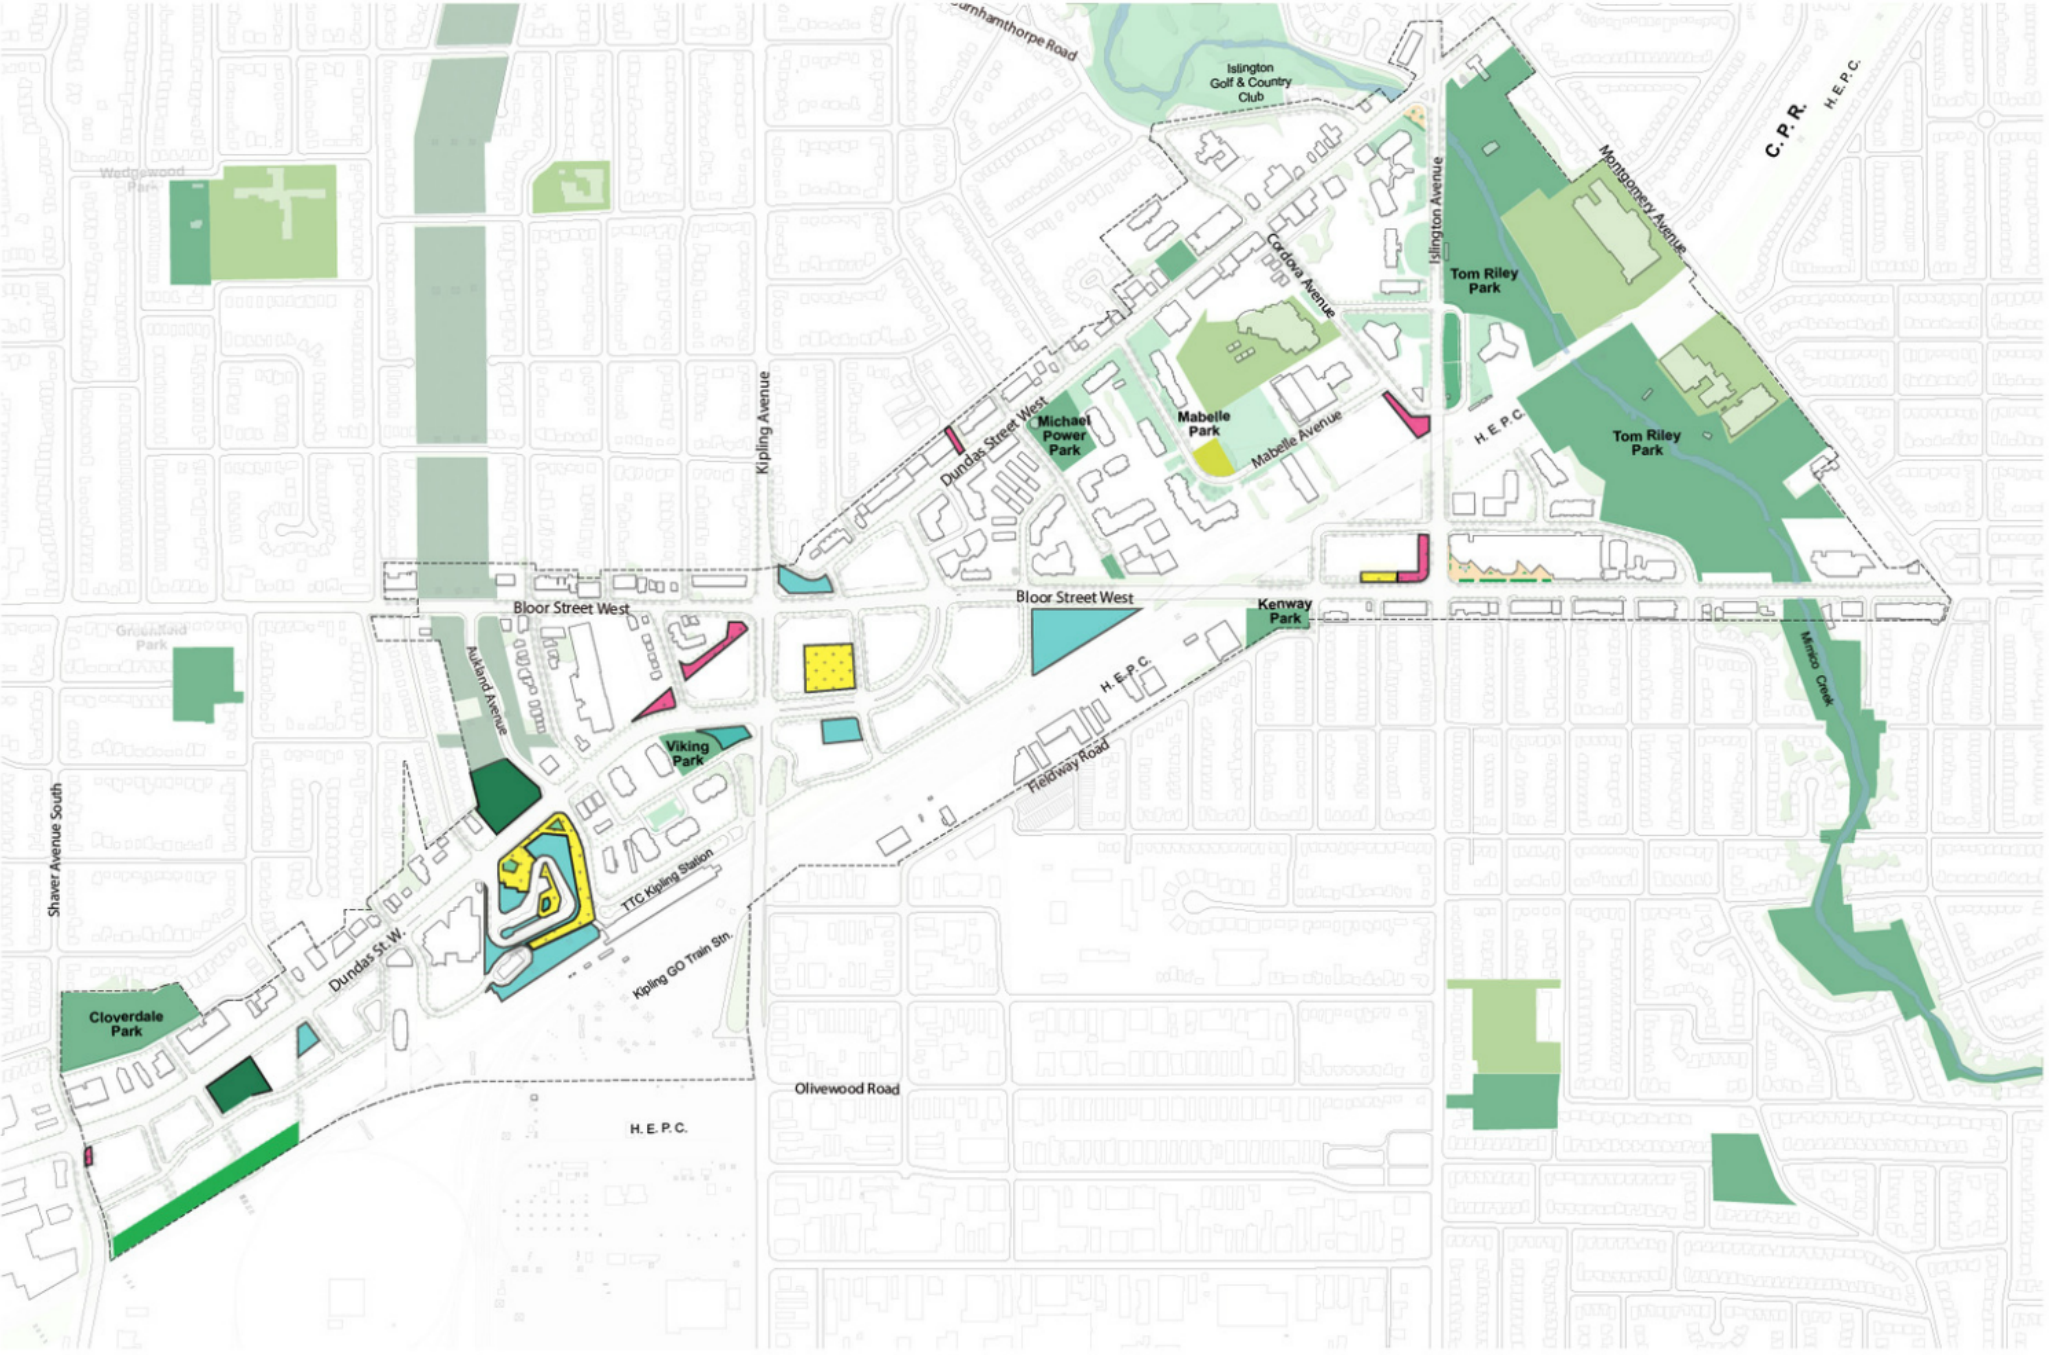 Burnhamthorpe Road
Islington
Golf & Country
Club
C. P. R.
H. E. P. C.
Wedgewood
Park
Montgomery Avenue
Islington Avenue
Cordova Avenue
Tom Riley
Park
Kipling Avenue
Dundas Street West
Michael
Power
Park
Mabelle
Park
Mabelle Avenue
H. E. P. C.
Tom Riley
Park
Bloor Street West
Bloor Street West
Kenway
Park
Greenfield
Park
Aukland Avenue
Mimico Creek
H. E. P. C.
Viking
Park
Fieldway Road
Shaver Avenue South
TTC Kipling Station
Kipling GO Train Stn.
Dundas St. W.
Cloverdale
Park
Olivewood Road
H. E. P. C.